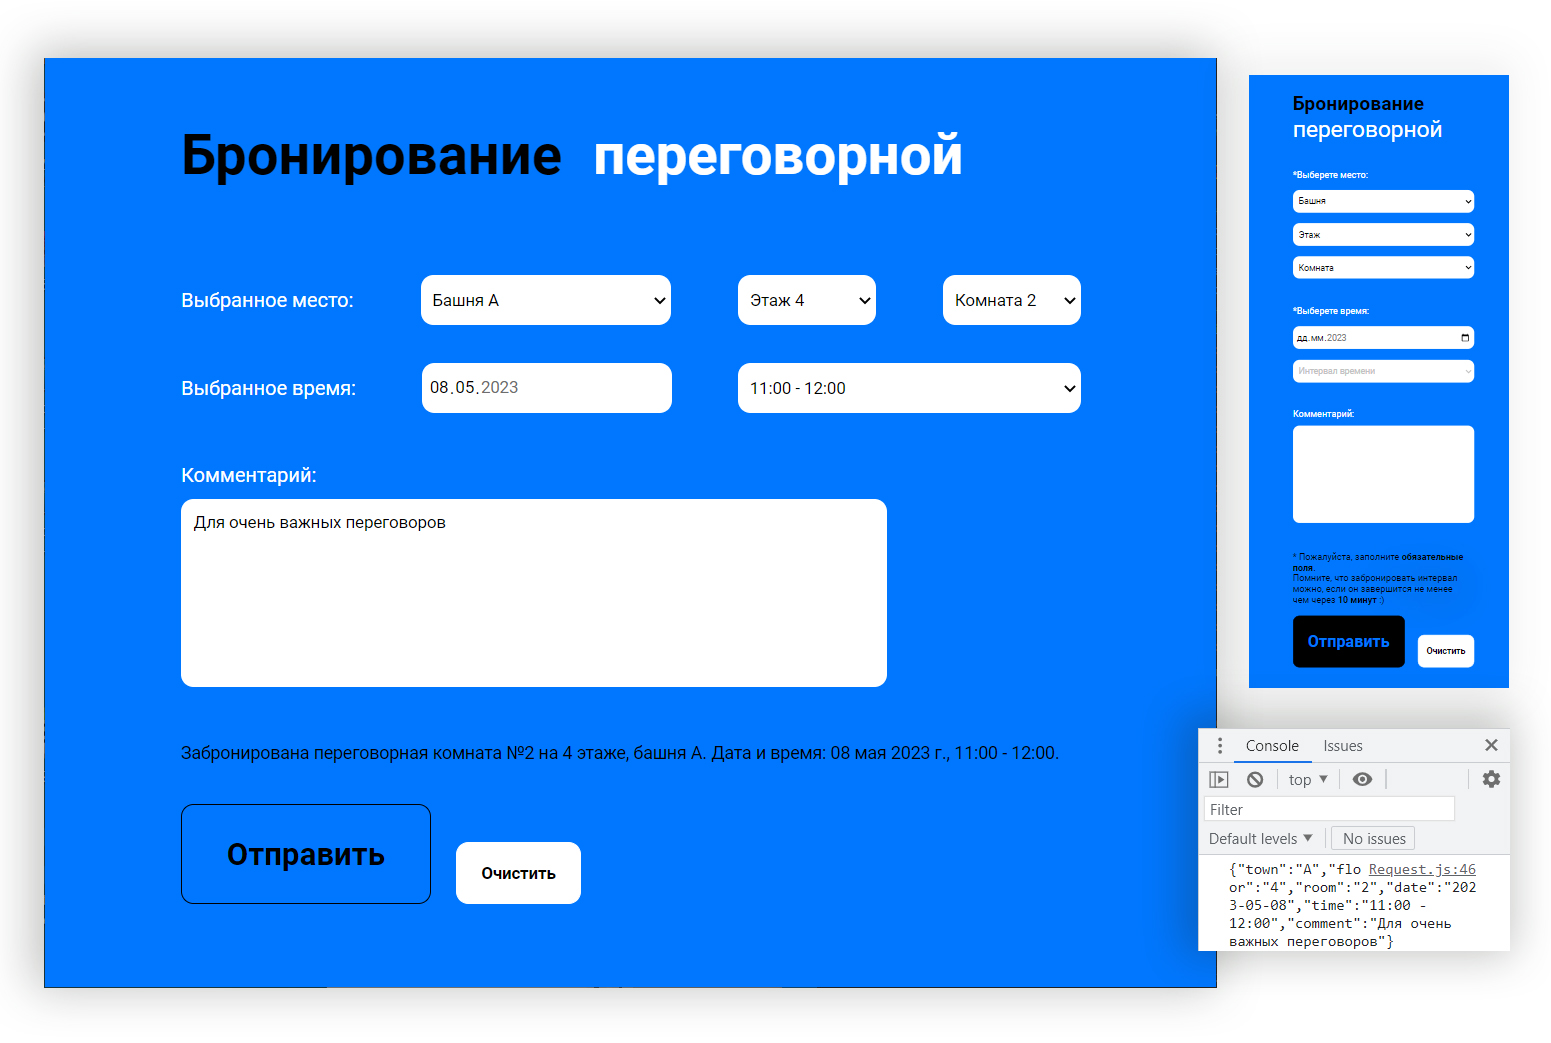 Бронирование переговорной
Выбранное место:
Башня А
Этаж 4
Комната 2
Выбранное время:
08.05.2023
11:00 - 12:00
Комментарий:
Для очень важных переговоров
Забронирована переговорная комната №2 на 4 этаже, башня А. Дата и время: 08 мая 2023 г., 11:00 - 12:00.
Отправить
Очистить
Бронирование
переговорной
*Выберете место:
Башня
Этаж
Комната
*Выберете время:
дд.мм.2023
Интервал времени
Комментарий:
* Пожалуйста, заполните обязательные
поля.
Помните, что забронировать интервал
можно, если он завершится не менее
чем через 10 минут :)
Отправить
Очистить
Console Issues
top
Filter
Default levels No issues
{"town":"A","flo Request.js:46
or":"4","room":"2","date":"202
3-05-08","time":"11:00 -
12:00","comment":"Для очень
важных переговоров"}